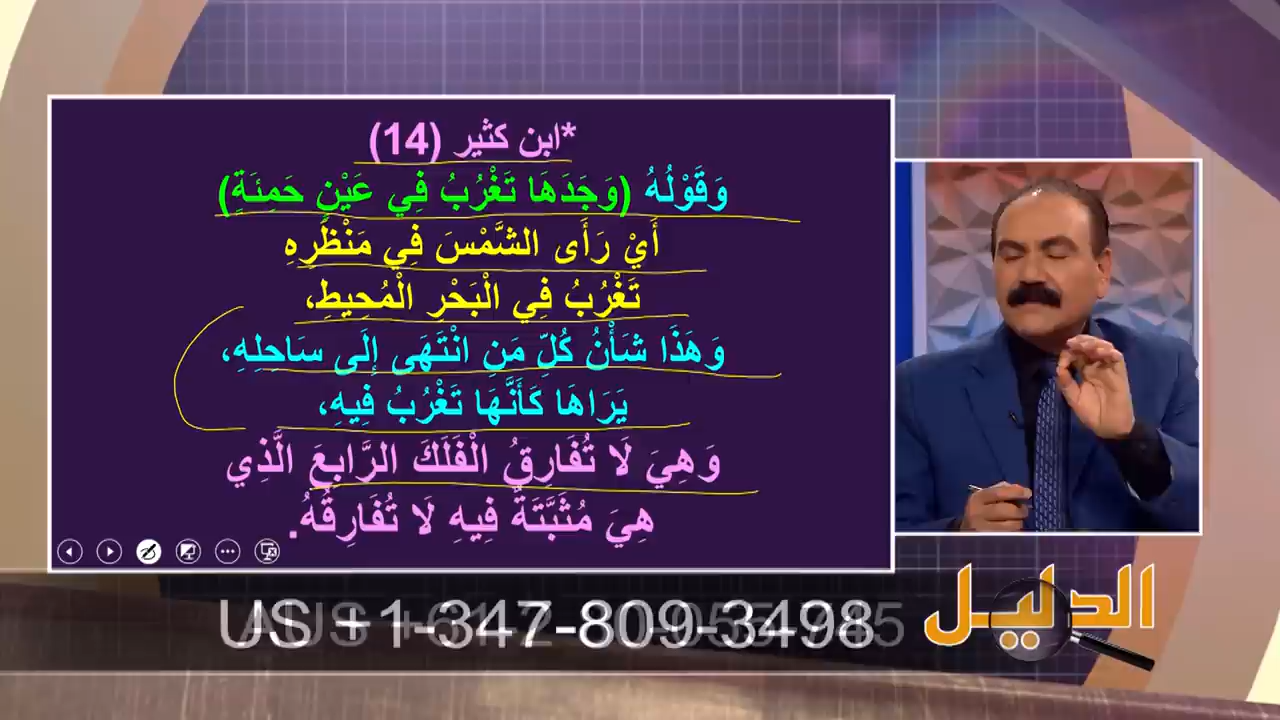 *ابن كثير (14)
وَقَوْلُهُ (وَجَدَهَا تَغْرُبُ فِي عَيْنٍ حَمِئَةٍ)
أَيْ رَأَى الشَّمْسَ فِي مَنْظَرِهِ
تَغْرُبُ فِي الْبَحْرِ الْمُحِيطِ،
وَهَذَا شَأْنُ كُلِّ مَنِ انْتَهَى إِلَى سَاحِلِهِ،
يَرَاهَا كَأَنَّهَا تَغْرُبُ فِيهِ،
وَهِيَ لَا تُفَارِقُ الْفَلَكَ الرَّابِعَ الَّذِي
هِيَ مُثَبَّتَةٌ فِيهِ لَا تُفَارِقُهُ.
US + 1-347-809-3498
الدليل